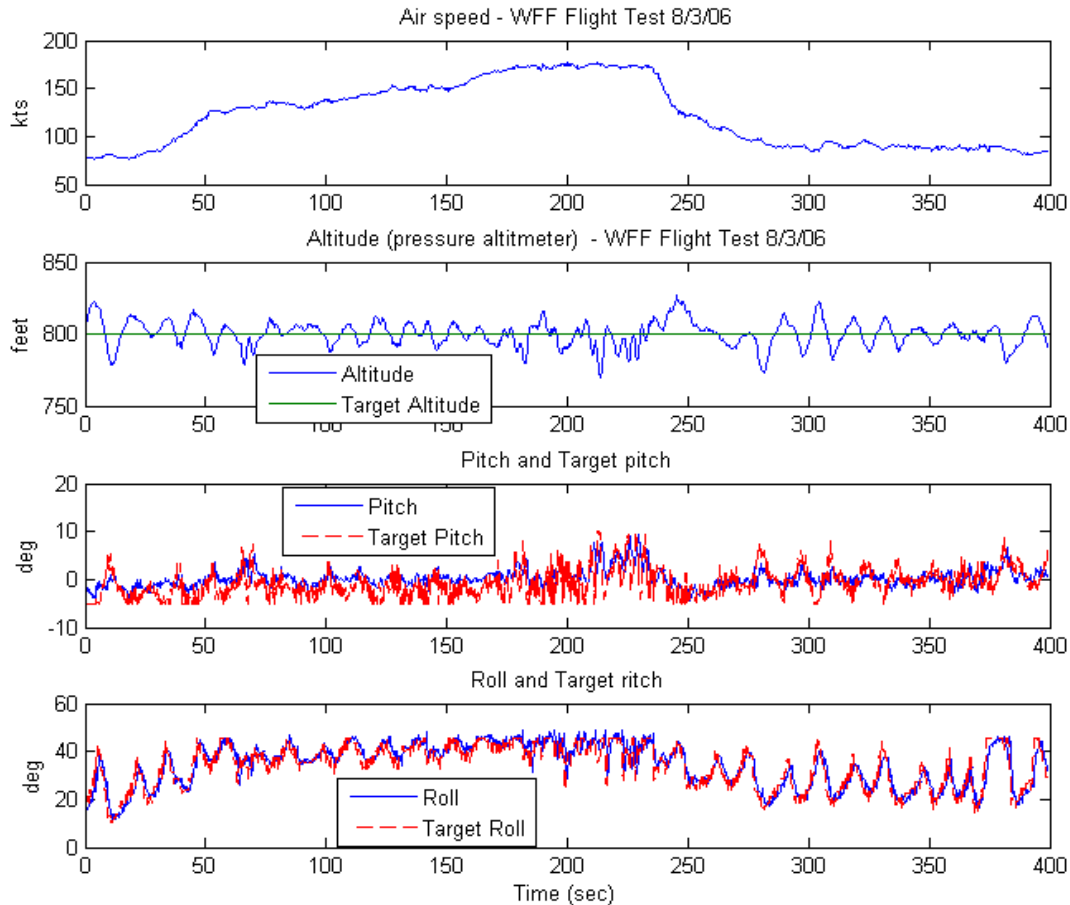 Air speed - WFF Flight Test 8/3/06
200
150
100
50
kts
0 50 100 150 200 250 300 350 400
Altitude (pressure altitmeter) - WFF Flight Test 8/3/06
850
800
750
feet
Altitude
Target Altitude
0 50 100 150 200 250 300 350 400
Pitch and Target pitch
20
10
0
-10
deg
Pitch
Target Pitch
0 50 100 150 200 250 300 350 400
Roll and Target ritch
60
40
20
0
deg
Roll
Target Roll
0 50 100 150 200 250 300 350 400
Time (sec)